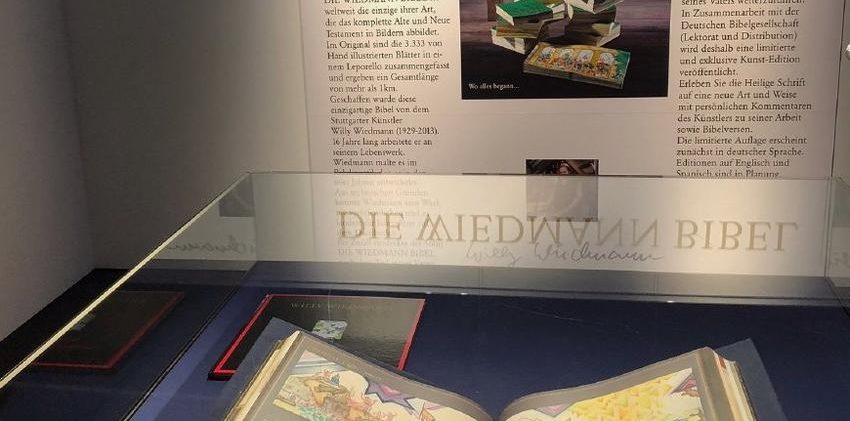 DIE WIEDMANN BIBEL
weltweit die einzige ihrer Art,
die das komplette Alte und Neue
Testament in Bildern abbildet.
Im Original sind die 3.333 von
Hand illustrierten Blätter in ei-
nem Leporello zusammengefasst
und ergeben ein Gesamtlänge
von mehr als 1km.
Geschaffen wurde diese
einzigartige Bibel von dem
Stuttgarter Künstler
Willy Wiedmann (1929-2013).
16 Jahre lang arbeitete er an
seinem Lebenswerk.
Wiedmann malte es im
Wo alles begann...
seines Vaters
In Zusammenarbeit mit der
Deutschen Bibelgesellschaft
(Lektorat und Distribution)
wird deshalb eine limitierte
und exklusive Kunst-Edition
veröffentlicht.
Erleben Sie die Heilige Schrift
auf eine neue Art und Weise
mit persönlichen Kommentaren
des Künstlers zu seiner Arbeit
sowie Bibelversen.
Die limitierte Auflage erscheint
zunächst in deutscher Sprache.
Editionen auf Englisch und
Spanisch sind in Planung.
DIE WIEDMANN BIBEL
Willy Wiedmann
DIE WIEDMANN BIBEL